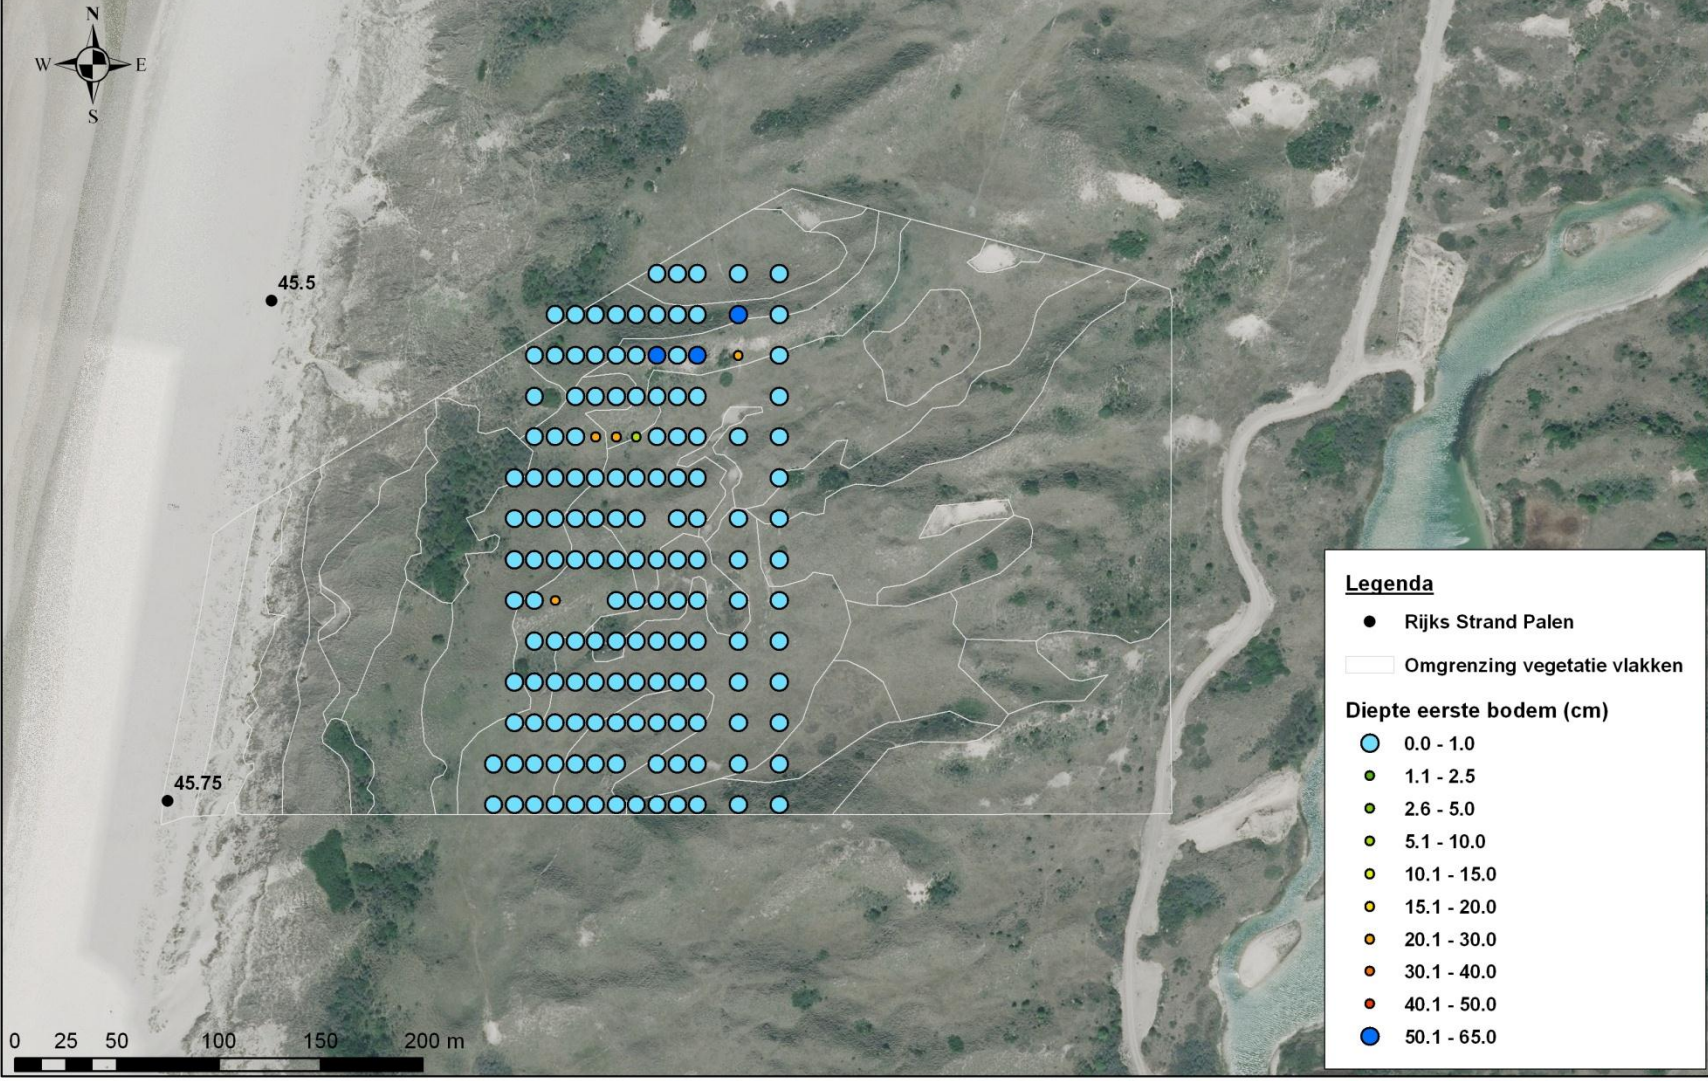 N
W E
S
45.5
45.75
Legenda
Rijks Strand Palen
Omgrenzing vegetatie vlakken
Diepte eerste bodem (cm)
0.0 - 1.0
1.1 - 2.5
2.6 - 5.0
5.1 - 10.0
10.1 - 15.0
15.1 - 20.0
20.1 - 30.0
30.1 - 40.0
40.1 - 50.0
50.1 - 65.0
0 25 50 100 150 200 m